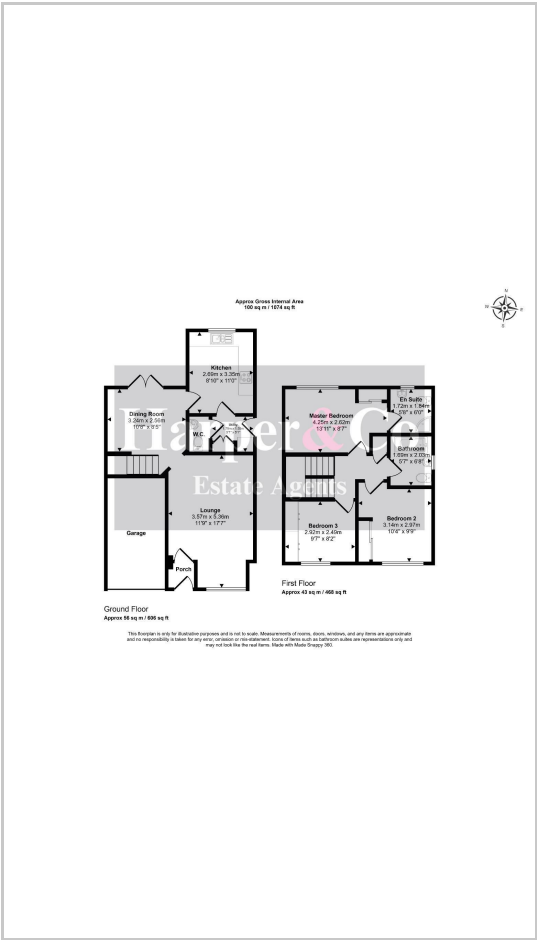 Approx Gross Internal Area
100 sq m / 1074 sq ft
N
W
E
S
Kitchen
2.69m x 3.35m
8'10" x 11'0"
Dining Room
3.24m x 2.56m
10'8" x 8'5"
W.C.
Lounge
3.57m x 5.36m
11'9" x 17'7"
Garage
Porch
Master Bedroom
4.25m x 2.62m
13'11" x 8'7"
En Suite
1.72m x 1.84m
5'8" x 6'0"
Bathroom
1.69m x 2.03m
5'7" x 6'8"
Bedroom 2
3.14m x 2.97m
10'4" x 9'9"
Bedroom 3
2.92m x 2.49m
9'7" x 8'2"
Harper&Co
Estate Agents
Ground Floor
Approx 56 sq m / 606 sq ft
First Floor
Approx 43 sq m / 468 sq ft
This floorplan is only for illustrative purposes and is not to scale. Measurements of rooms, doors, windows, and any items are approximate
and no responsibility is taken for any error, omission or mis-statement. Icons of items such as bathroom suites are representations only and
may not look like the real items. Made with Made Snappy 360.